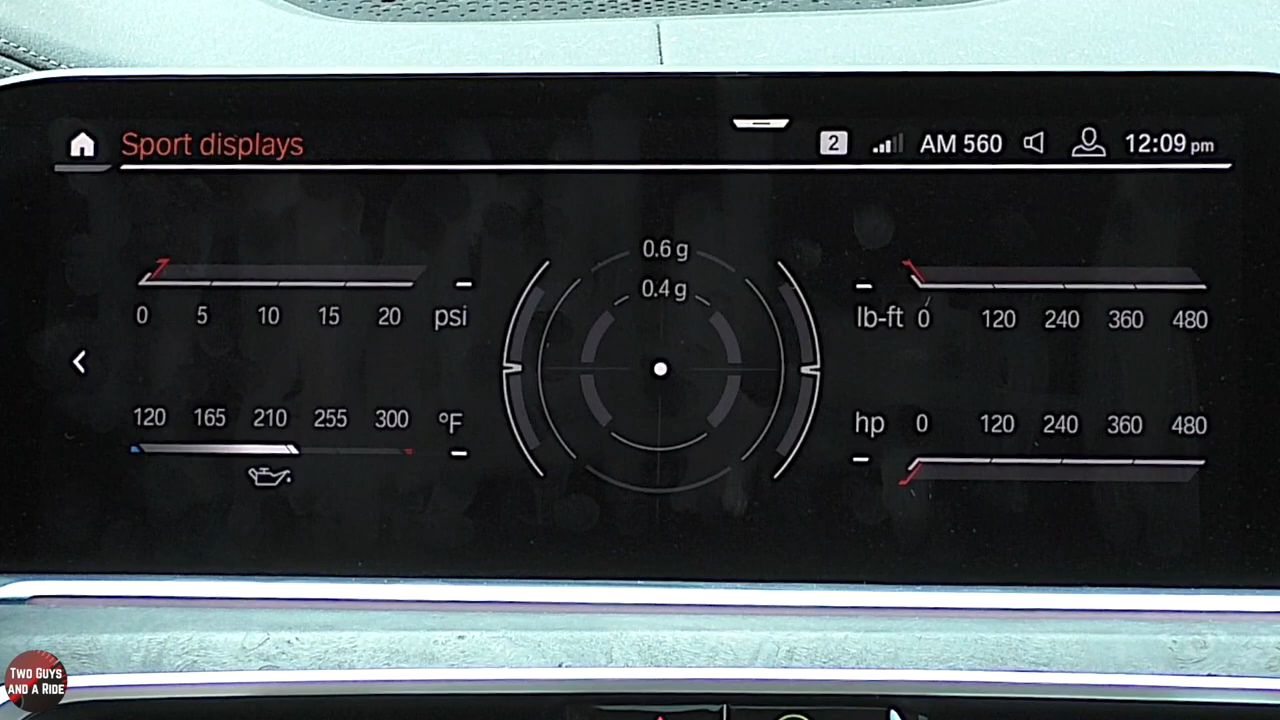 Sport displays
2 AM 560 12:09 pm
0.6 g
0.4 g
0 5 10 15 20 psi
lb-ft 0 120 240 360 480
120 165 210 255 300 °F
hp 0 120 240 360 480
TWO GUYS
AND A RIDE